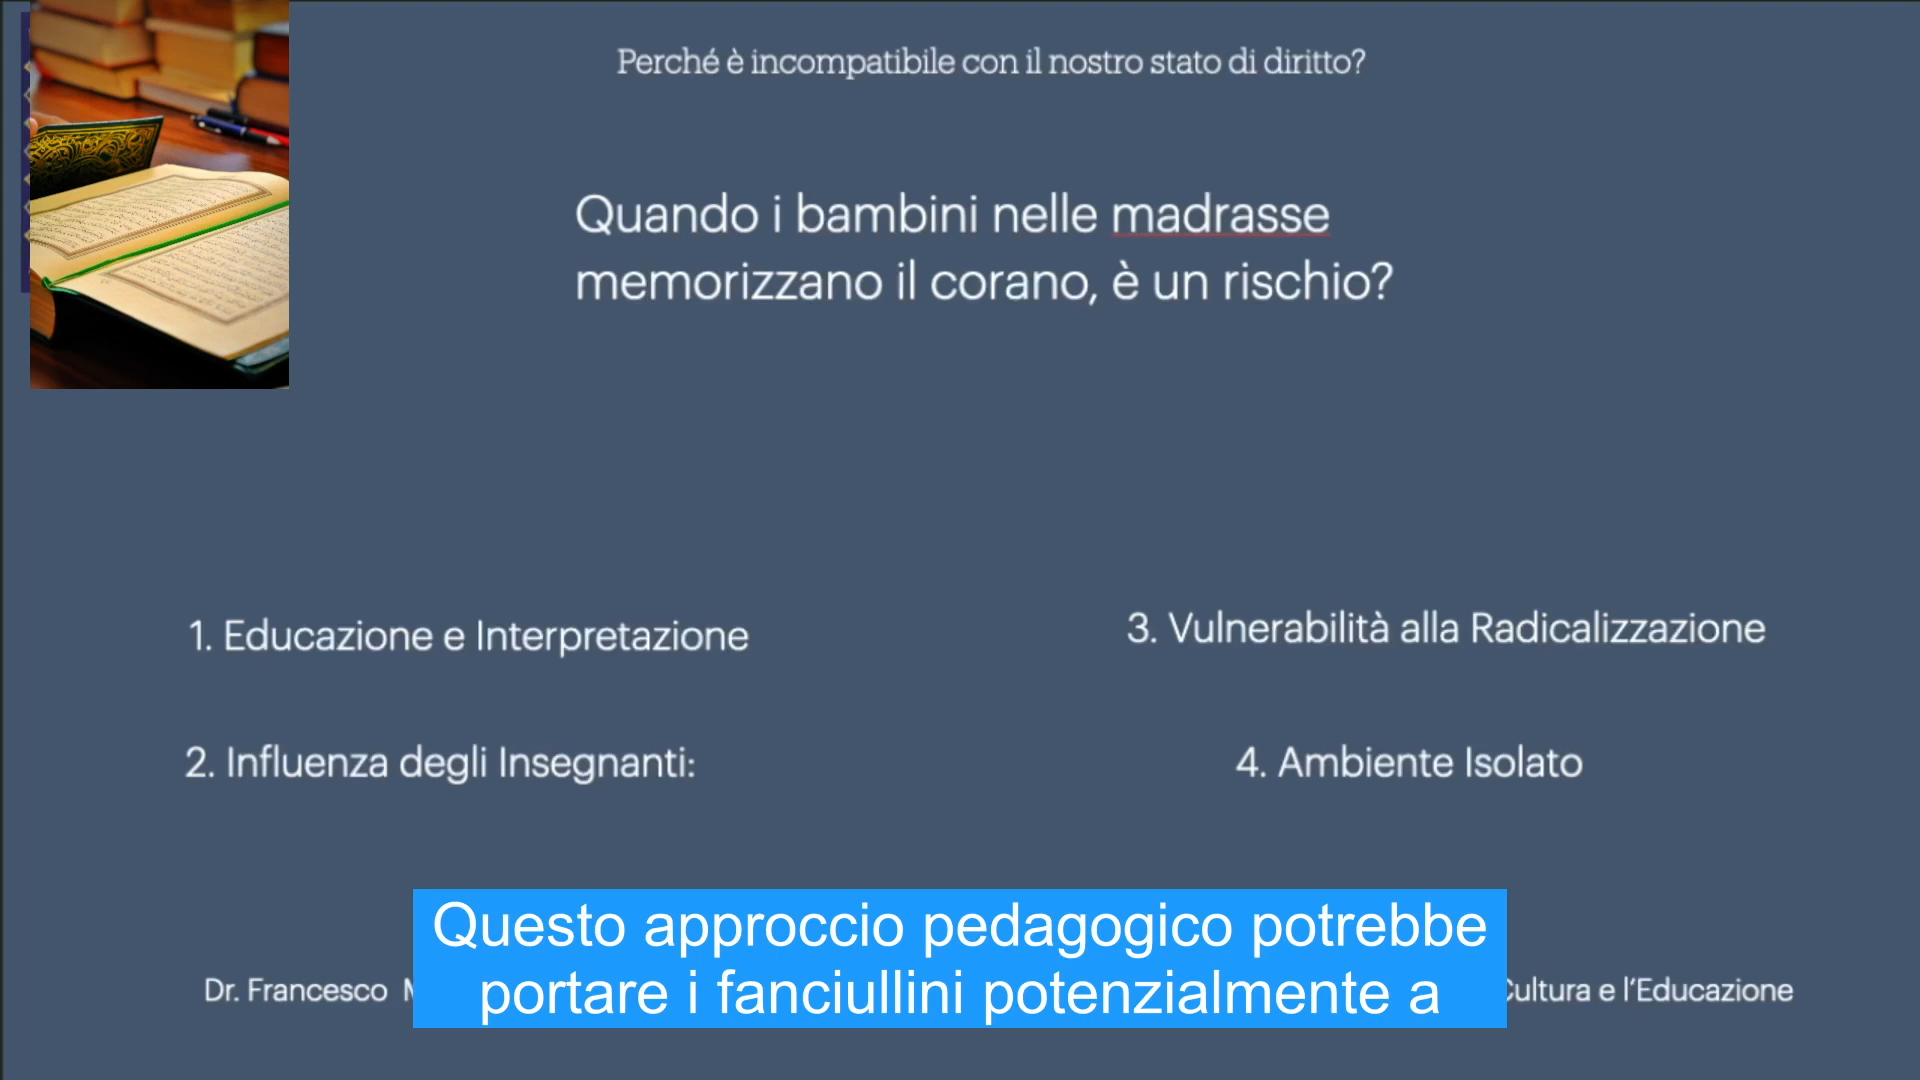 Perché è incompatibile con il nostro stato di diritto?
Quando i bambini nelle madrasse
memorizzano il corano, è un rischio?
1. Educazione e Interpretazione
3. Vulnerabilità alla Radicalizzazione
2. Influenza degli Insegnanti:
4. Ambiente Isolato
Questo approccio pedagogico potrebbe
portare i fanciullini potenzialmente a
Dr. Francesco
e l'Educazione